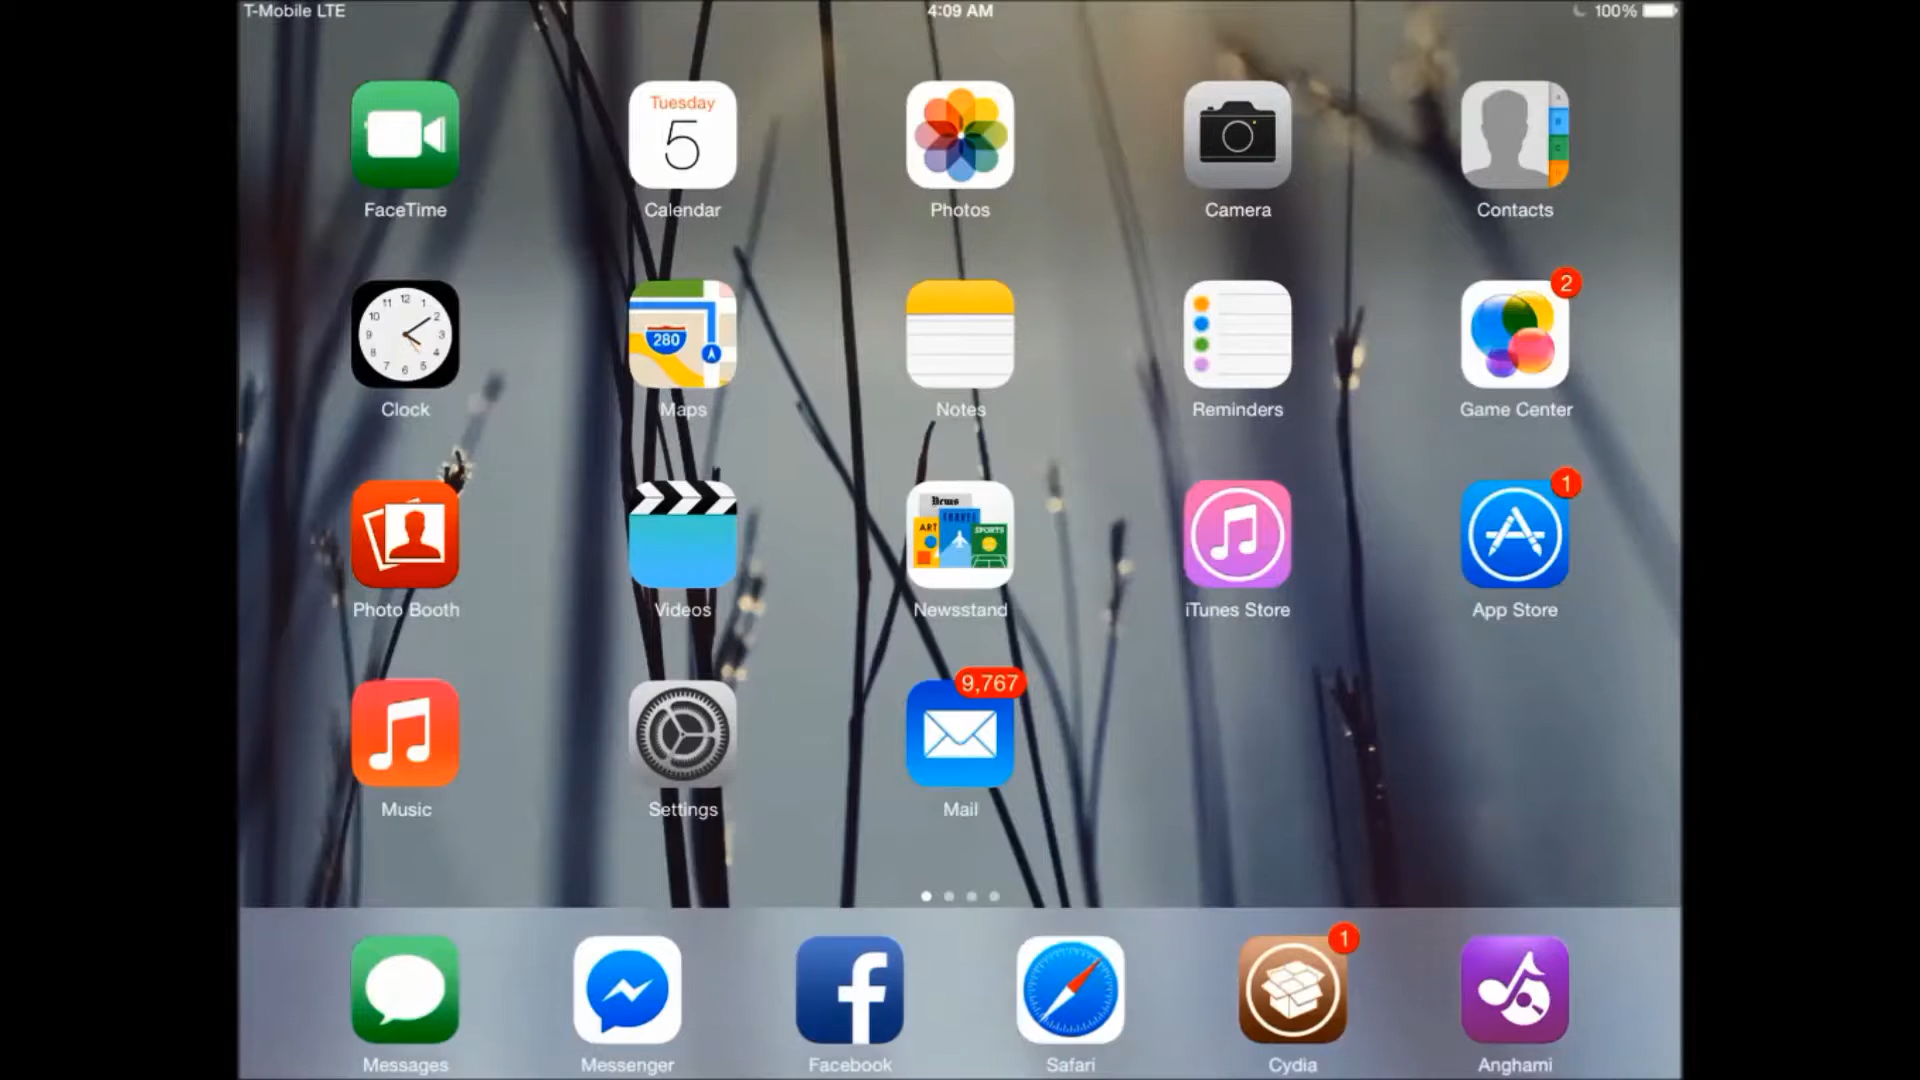 T-Mobile LTE
4:09 AM
100%
Tuesday
5
FaceTime
Calendar
Photos
Camera
Contacts
280
2
Clock
Maps
Notes
Reminders
Game Center
News
ART
TRAVEL
SPORTS
1
Photo Booth
Videos
Newsstand
iTunes Store
App Store
9,767
Music
Settings
Mail
1
Messages
Messenger
Facebook
Safari
Cydia
Anghami